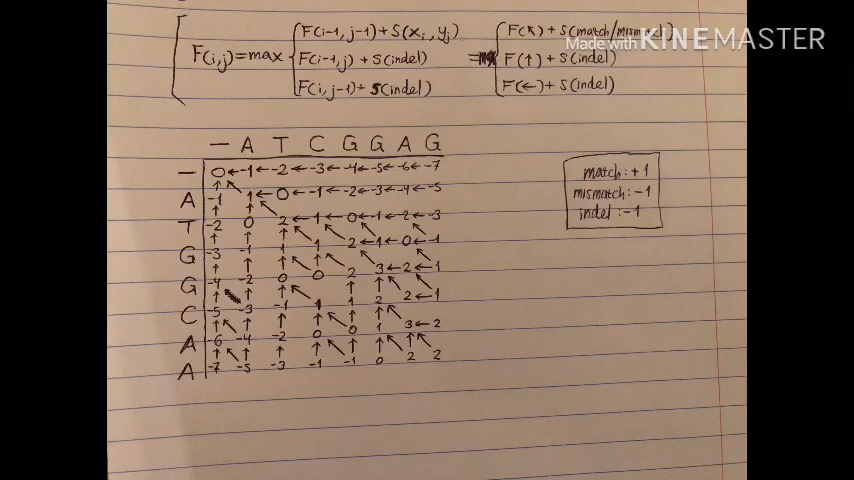 F(i-1, j-1) + S(xi, yj)
F(i,j) = max F(i-1, j) + S(indel)
F(i, j-1) + S(indel)
F(↖) + S(match/mismatch)
= max F(↑) + S(indel)
F(←) + S(indel)
Made with KINEMASTER
— A T C G G A G
— 0 ← -1 ← -2 ← -3 ← -4 ← -5 ← -6 ← -7
A -1 1 ← 0 ← -1 ← -2 ← -3 ← -4 ← -5
T -2 0 2 ← 1 ← 0 ← -1 ← -2 ← -3
G -3 -1 1 1 2 ← 1 ← 0 ← -1
G -4 -2 0 0 2 3 ← 2 ← 1
C -5 -3 -1 1 1 2 2 ← 1
A -6 -4 -2 0 0 1 3 ← 2
A -7 -5 -3 -1 -1 0 2 2
match: +1
mismatch: -1
indel: -1